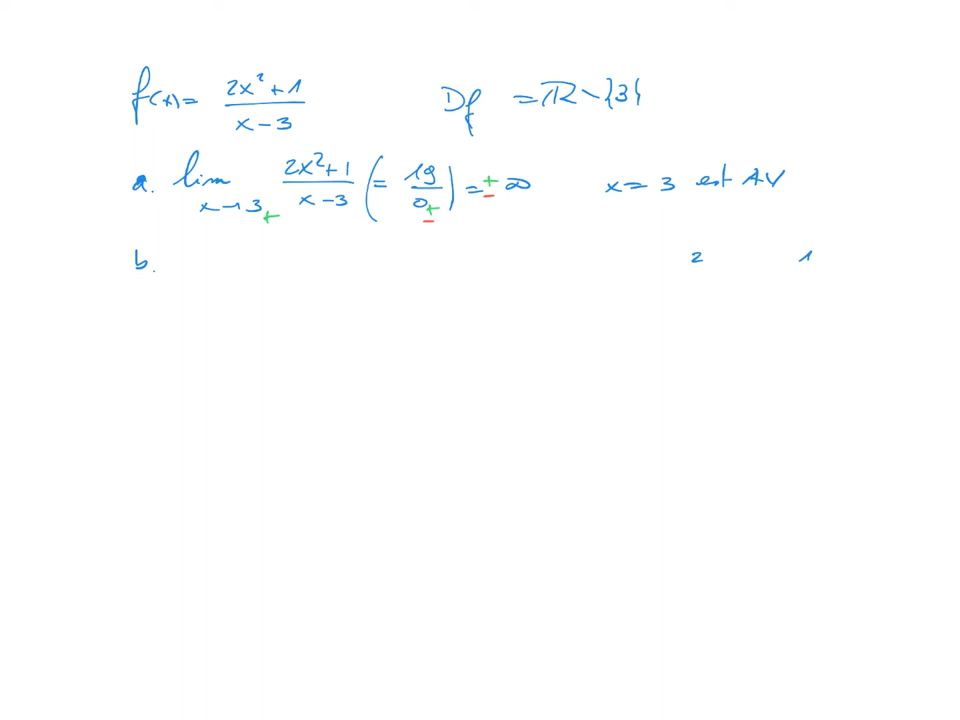 f(x) = (2x²+1)/(x-3) Df = ℝ \ {3}
a. lim x→3± (2x²+1)/(x-3) (= 19/0±) = ±∞ x = 3 est AV
b. 2 1